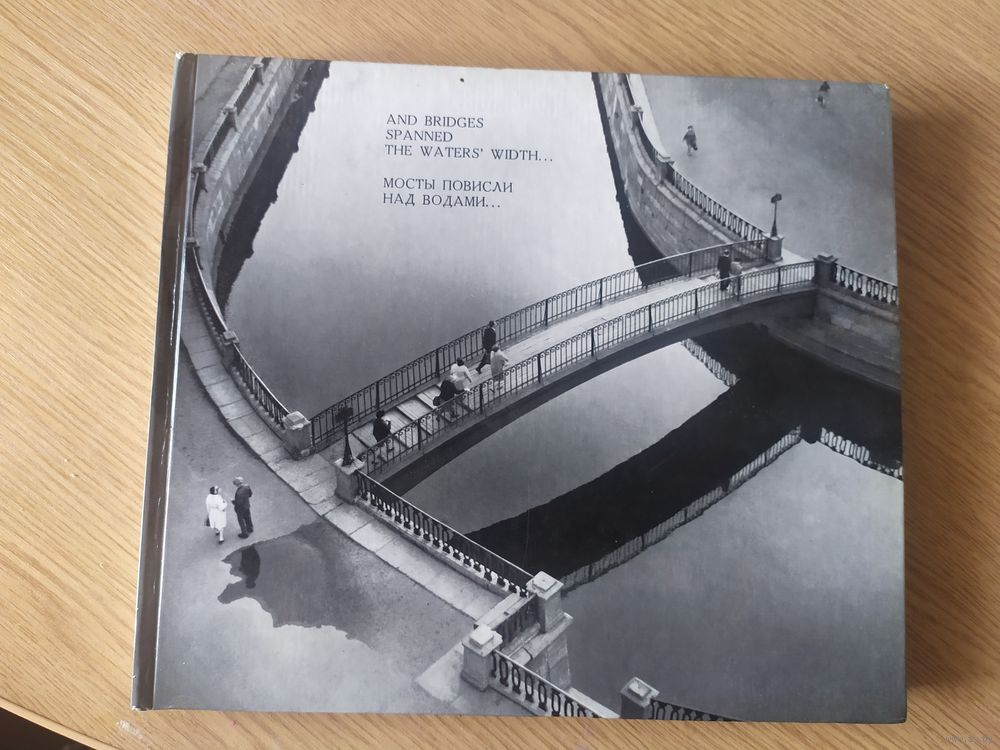 AND BRIDGES
SPANNED
THE WATERS' WIDTH...
МОСТЫ ПОВИСЛИ
НАД ВОДАМИ...